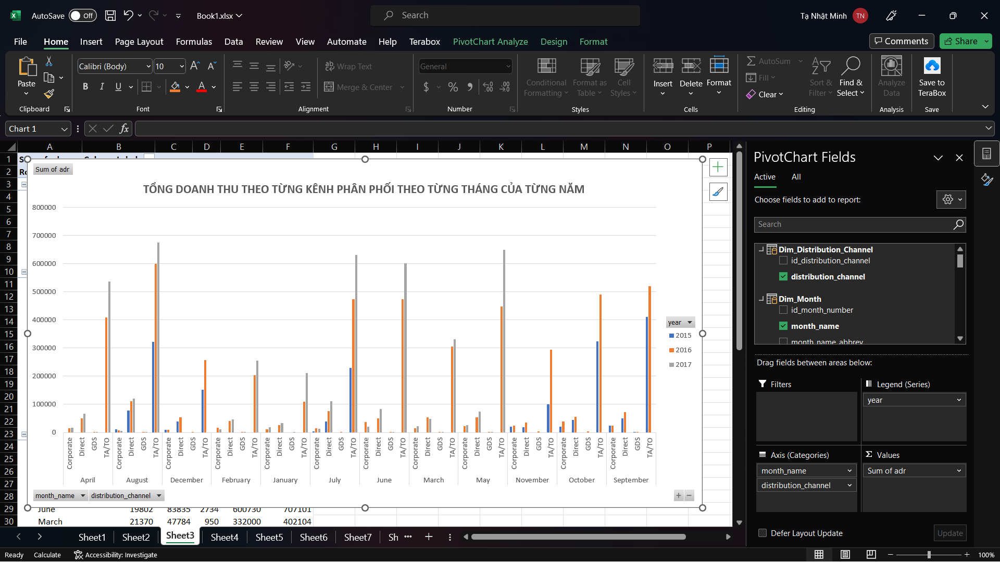 AutoSave Off Book1.xlsx Search Tạ Nhật Minh TN
File Home Insert Page Layout Formulas Data Review View Automate Help Terabox PivotChart Analyze Design Format Comments Share
Paste Calibri (Body) 10 Wrap Text General Conditional Formatting Format as Table Cell Styles Insert Delete Format AutoSum Fill Clear Sort & Filter Find & Select Analyze Data Save to TeraBox
B I U A Merge & Center $ % 9
Clipboard Font Alignment Number Styles Cells Editing Analysis Save
Chart 1 fx
A B C D E F G H I J K L M N O P
1
2
3
4
5
6
7
8
9
10
11
12
13
14
15
16
17
18
19
20
21
22
23
24
25
26
27
28
Sum of adr
TỔNG DOANH THU THEO TỪNG KÊNH PHÂN PHỐI THEO TỪNG THÁNG CỦA TỪNG NĂM
800000
700000
600000
500000
400000
300000
200000
100000
0
year
2015
2016
2017
Corporate Direct GDS TA/TO Corporate Direct GDS TA/TO Corporate Direct GDS TA/TO Corporate Direct GDS TA/TO Corporate Direct GDS TA/TO Corporate Direct GDS TA/TO Corporate Direct GDS TA/TO Corporate Direct GDS TA/TO Corporate Direct GDS TA/TO Corporate Direct GDS TA/TO Corporate Direct GDS TA/TO Corporate Direct GDS TA/TO
April August December February January July June March May November October September
month_name distribution_channel
29 June 19802 83835 2734 600730 707101
30 March 21370 47784 950 332000 402104
Sheet1 Sheet2 Sheet3 Sheet4 Sheet5 Sheet6 Sheet7 Sh ...
PivotChart Fields
Active All
Choose fields to add to report:
Search
Dim_Distribution_Channel
id_distribution_channel
distribution_channel
Dim_Month
id_month_number
month_name
month_name_abbrev
Drag fields between areas below:
Filters Legend (Series)
year
Axis (Categories) Σ Values
month_name Sum of adr
distribution_channel
Defer Layout Update Update
Ready Calculate Accessibility: Investigate 100%